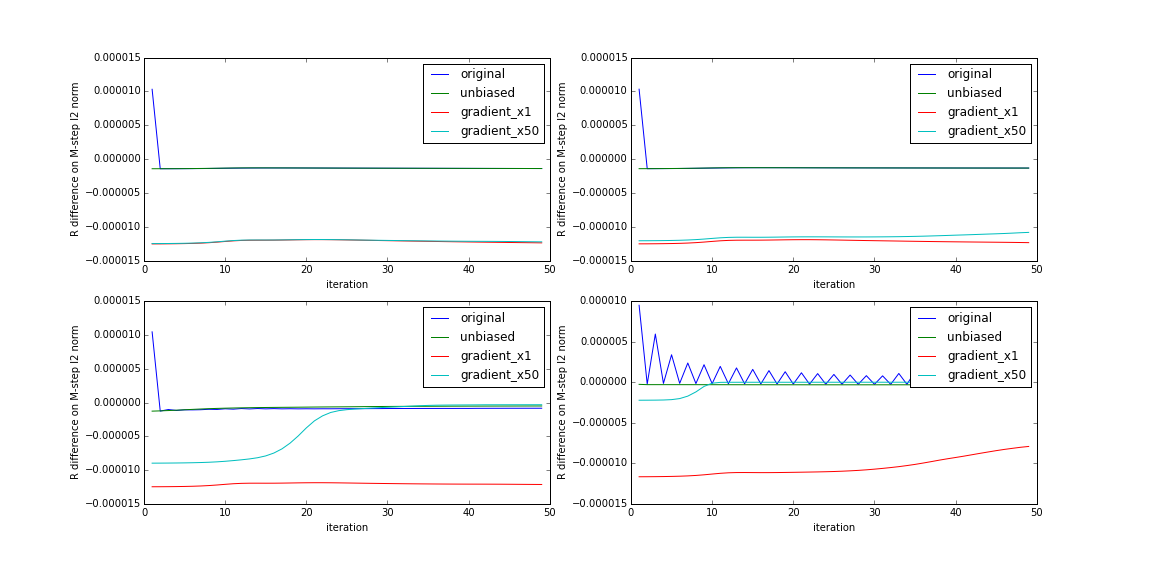 R difference on M-step l2 norm
0.000015
0.000010
0.000005
0.000000
−0.000005
−0.000010
−0.000015
0 10 20 30 40 50
iteration
original
unbiased
gradient_x1
gradient_x50
R difference on M-step l2 norm
0.000015
0.000010
0.000005
0.000000
−0.000005
−0.000010
−0.000015
0 10 20 30 40 50
iteration
original
unbiased
gradient_x1
gradient_x50
R difference on M-step l2 norm
0.000015
0.000010
0.000005
0.000000
−0.000005
−0.000010
−0.000015
0 10 20 30 40 50
iteration
original
unbiased
gradient_x1
gradient_x50
R difference on M-step l2 norm
0.000010
0.000005
0.000000
−0.000005
−0.000010
−0.000015
0 10 20 30 40 50
iteration
original
unbiased
gradient_x1
gradient_x50